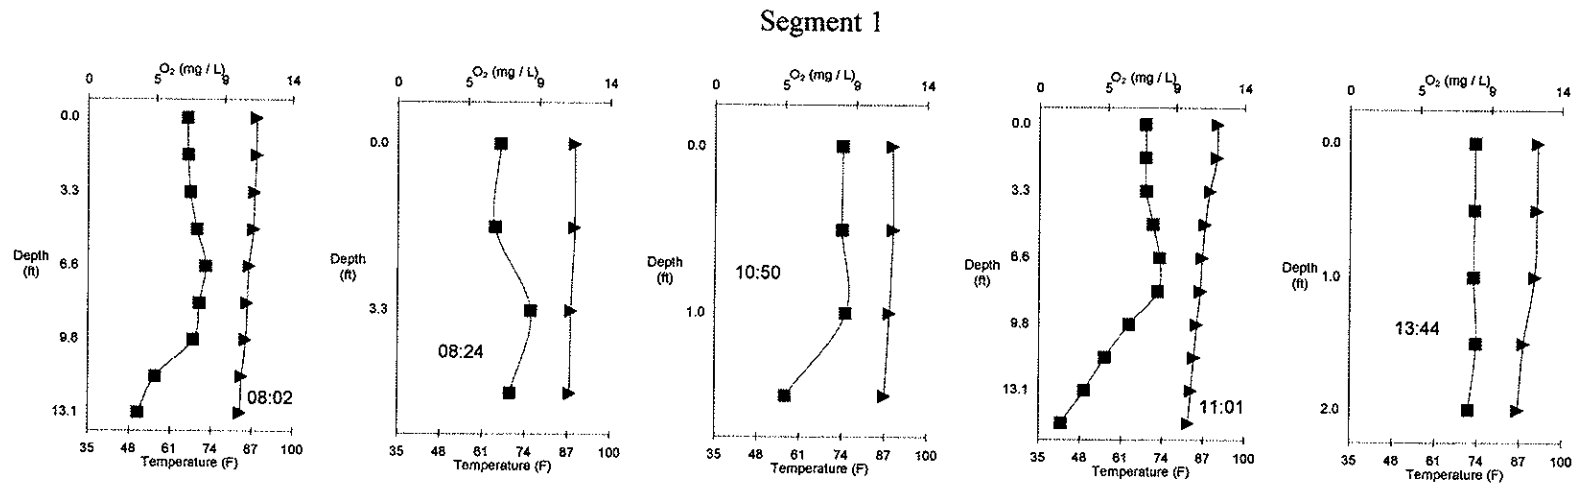 Segment 1
O₂ (mg / L)
0 5 9 14
0.0
3.3
Depth
(ft)
6.6
9.8
13.1
08:02
35 48 61 74 87 100
Temperature (F)
O₂ (mg / L)
0 5 9 14
0.0
Depth
(ft)
3.3
08:24
35 48 61 74 87 100
Temperature (F)
O₂ (mg / L)
0 5 9 14
0.0
Depth
(ft)
10:50
1.0
35 48 61 74 87 100
Temperature (F)
O₂ (mg / L)
0 5 9 14
0.0
3.3
Depth
(ft)
6.6
9.8
13.1
11:01
35 48 61 74 87 100
Temperature (F)
O₂ (mg / L)
0 5 9 14
0.0
Depth
(ft)
1.0
13:44
2.0
35 48 61 74 87 100
Temperature (F)